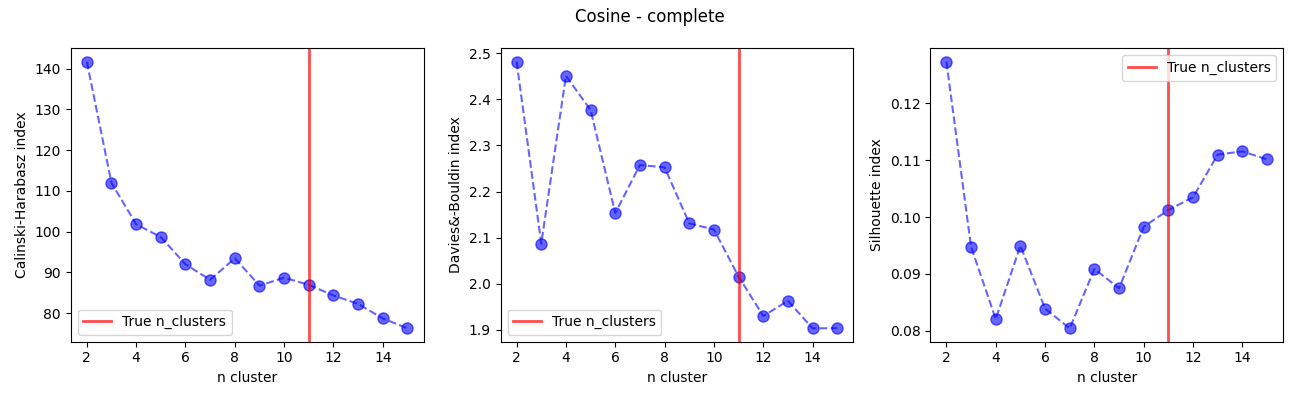 Cosine - complete
Calinski-Harabasz index
140
130
120
110
100
90
80
True n_clusters
2 4 6 8 10 12 14
n cluster
Davies&-Bouldin index
2.5
2.4
2.3
2.2
2.1
2.0
1.9
True n_clusters
2 4 6 8 10 12 14
n cluster
Silhouette index
True n_clusters
0.12
0.11
0.10
0.09
0.08
2 4 6 8 10 12 14
n cluster